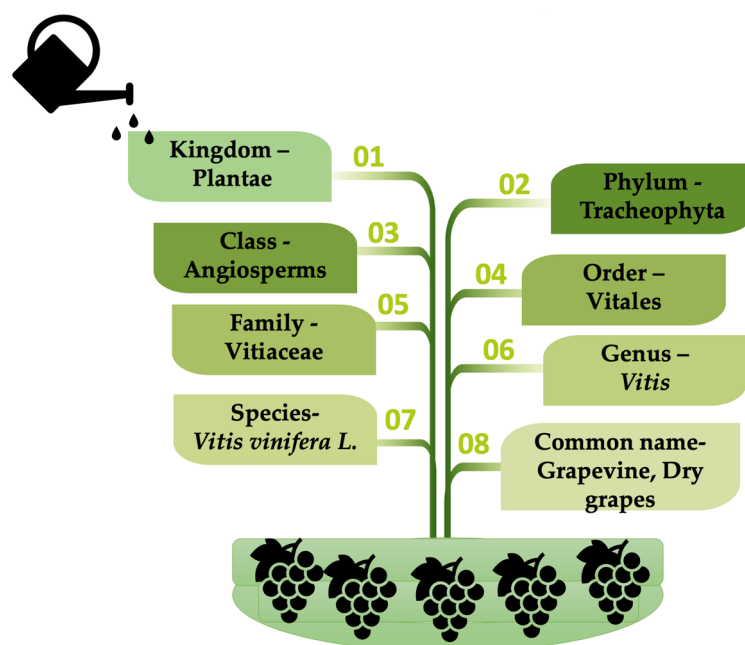 01
Kingdom –
Plantae
02
Phylum -
Tracheophyta
03
Class -
Angiosperms
04
Order –
Vitales
05
Family -
Vitiaceae
06
Genus –
Vitis
07
Species-
Vitis vinifera L.
08
Common name-
Grapevine, Dry
grapes